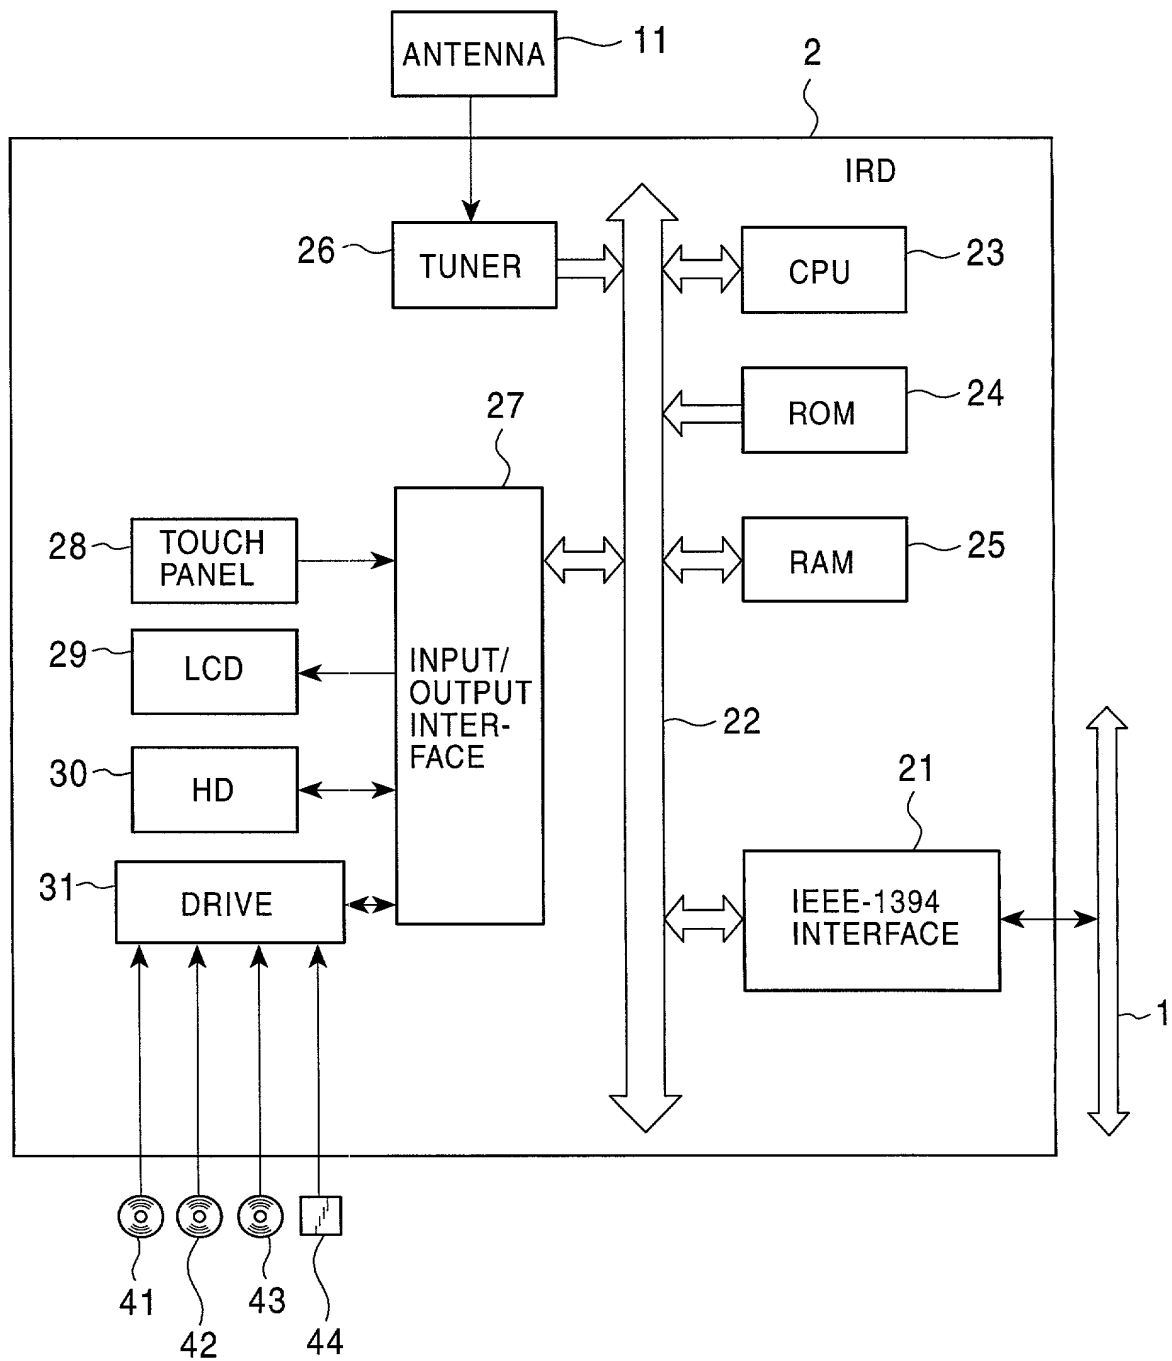 ANTENNA
11
2
IRD
26
TUNER
CPU
23
27
ROM
24
28
TOUCH
PANEL
RAM
25
29
LCD
INPUT/
OUTPUT
INTER-
FACE
22
30
HD
21
31
DRIVE
IEEE-1394
INTERFACE
1
41
42
43
44